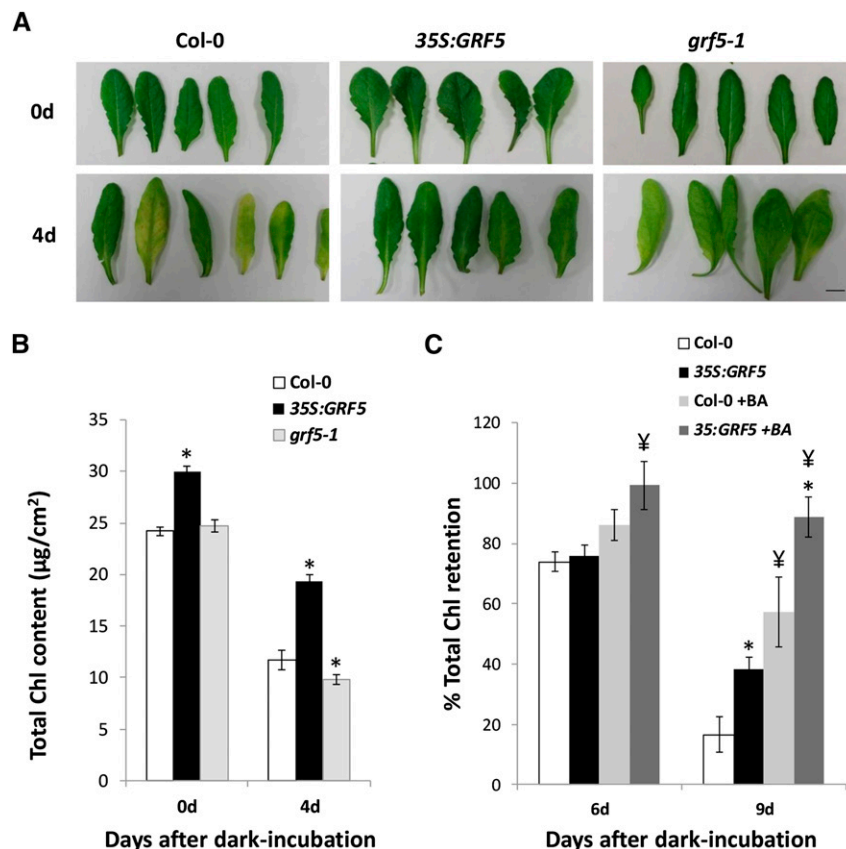 A
Col-0 35S:GRF5 grf5-1
0d
4d
B
Col-0
35S:GRF5
grf5-1
35
30
25
20
15
10
5
0
Total Chl content (µg/cm²)
*
*
*
0d 4d
Days after dark-incubation
C
Col-0
35S:GRF5
Col-0 +BA
35:GRF5 +BA
120
100
80
60
40
20
0
% Total Chl retention
¥
*
¥
¥
*
6d 9d
Days after dark-incubation